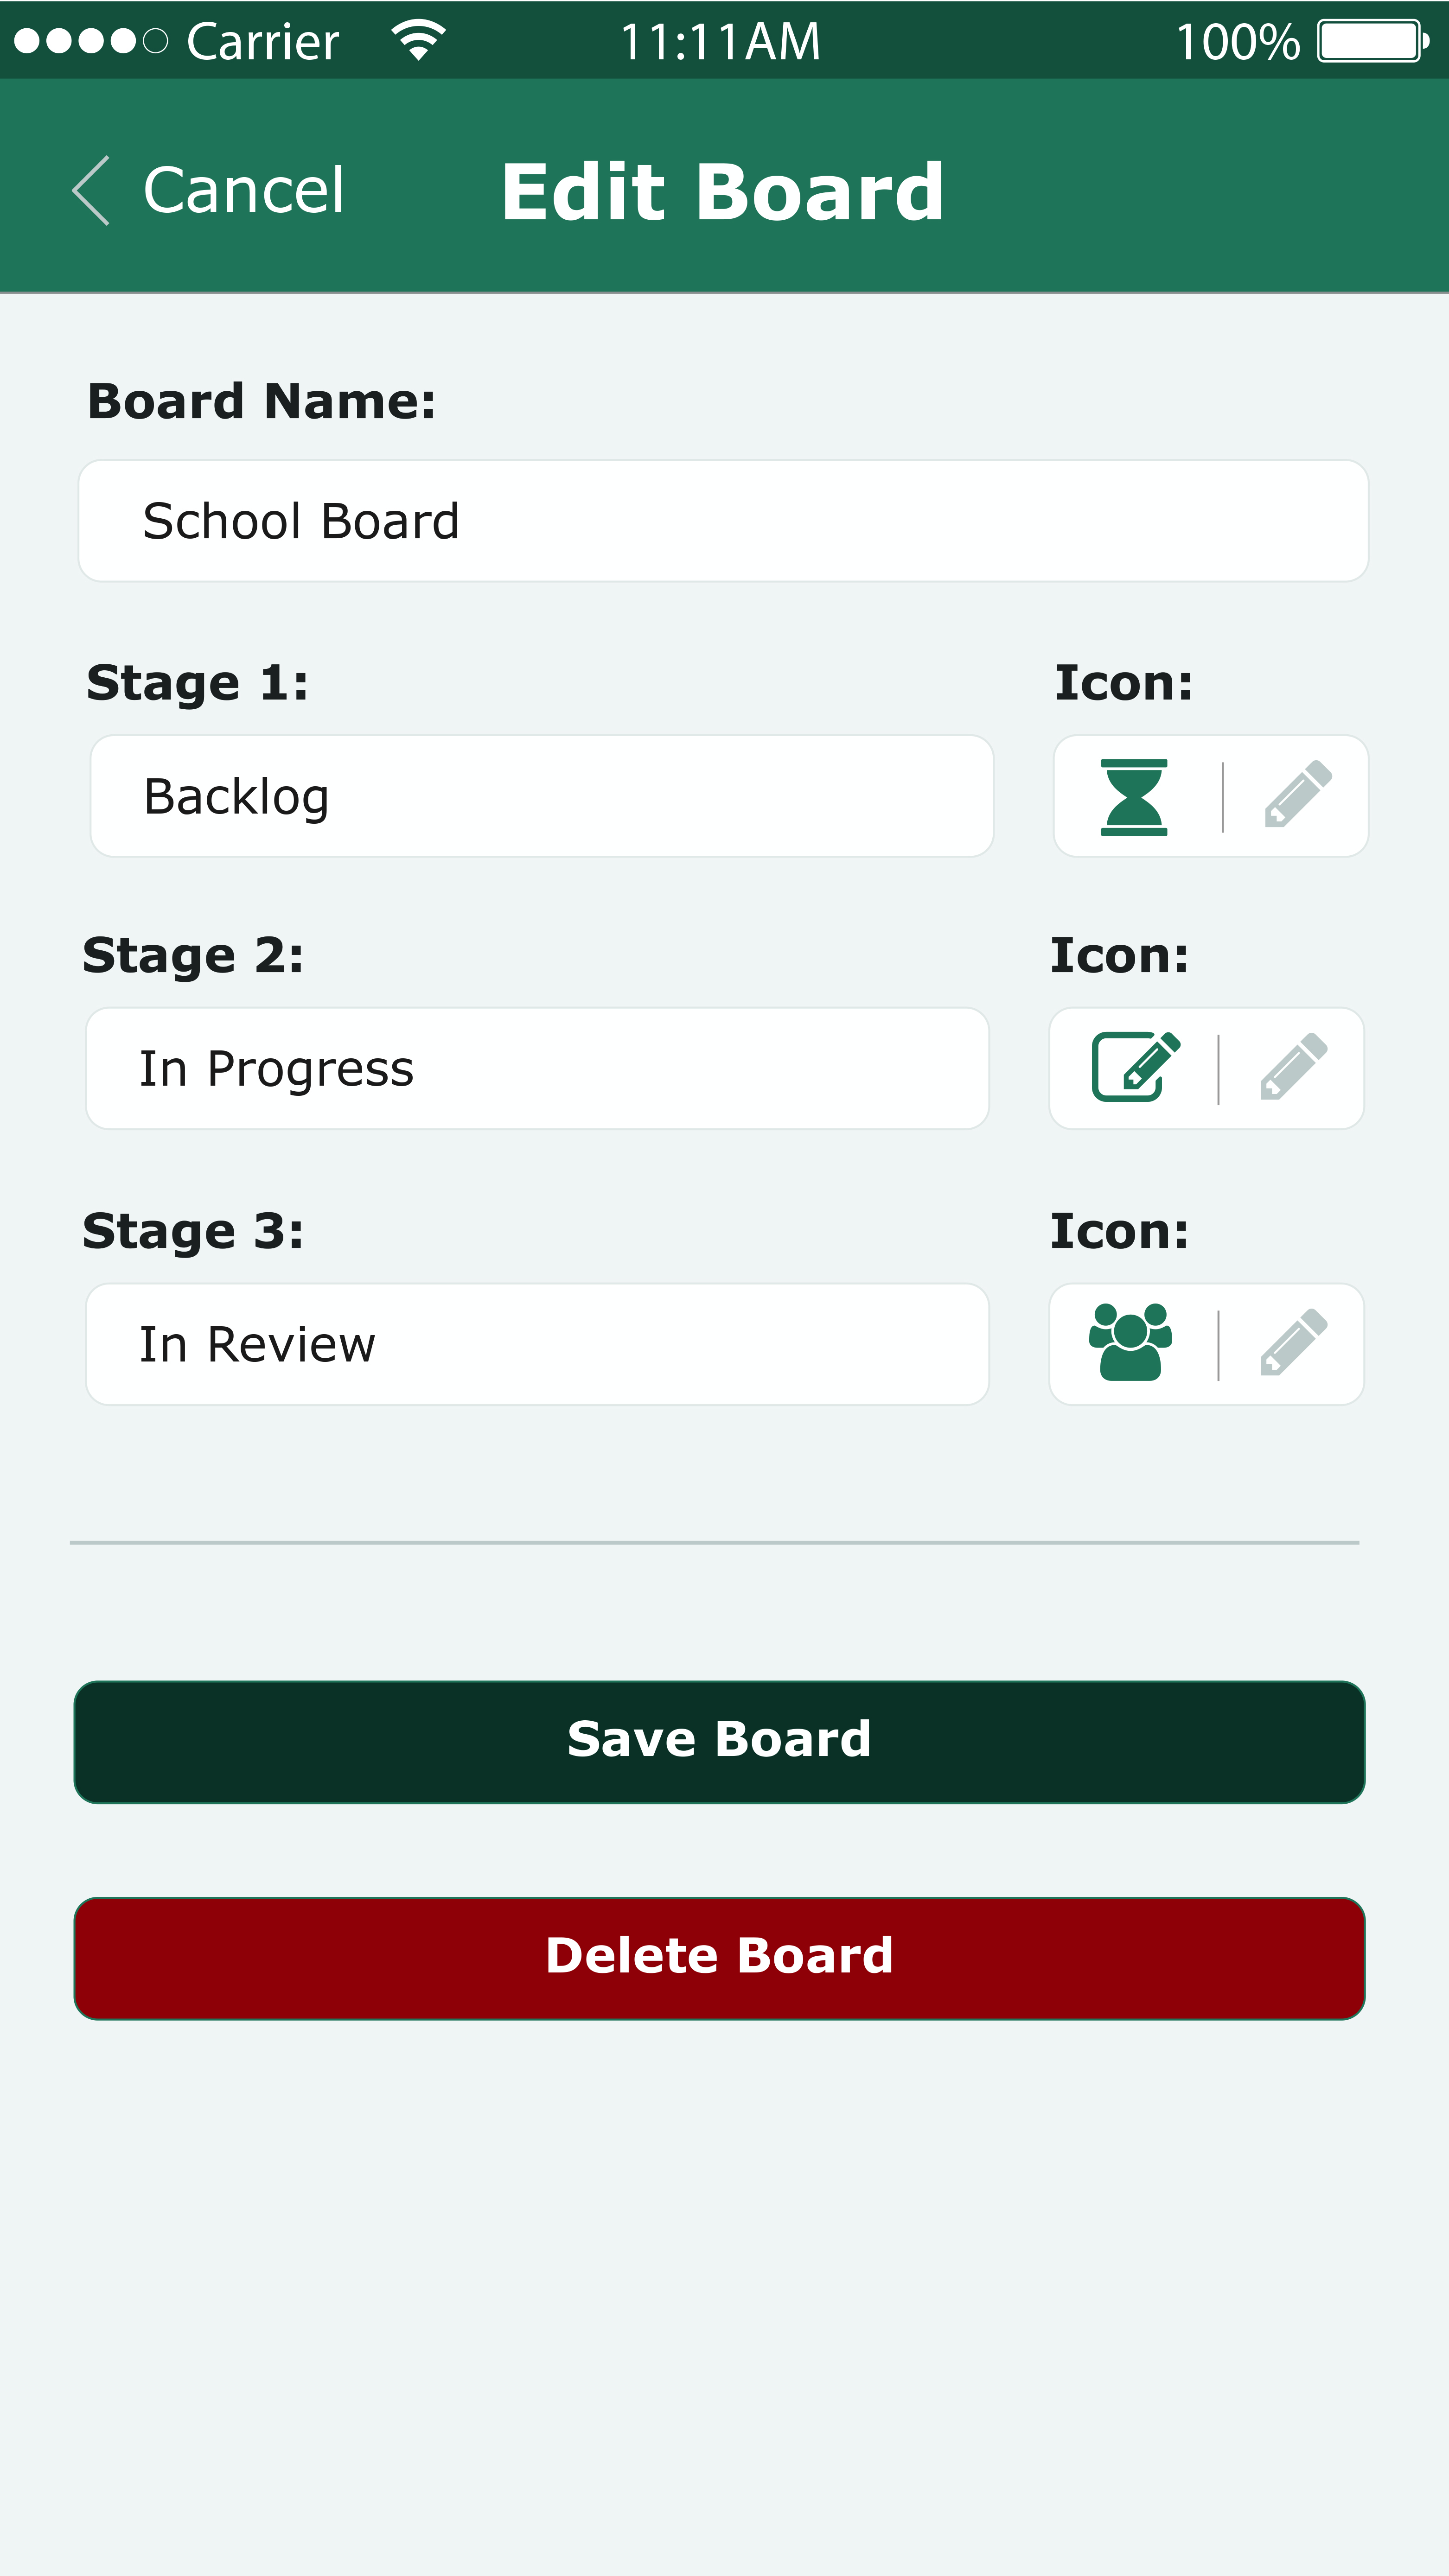 Carrier 11:11AM 100%
Cancel Edit Board
Board Name:
School Board
Stage 1: Icon:
Backlog
Stage 2: Icon:
In Progress
Stage 3: Icon:
In Review
Save Board
Delete Board